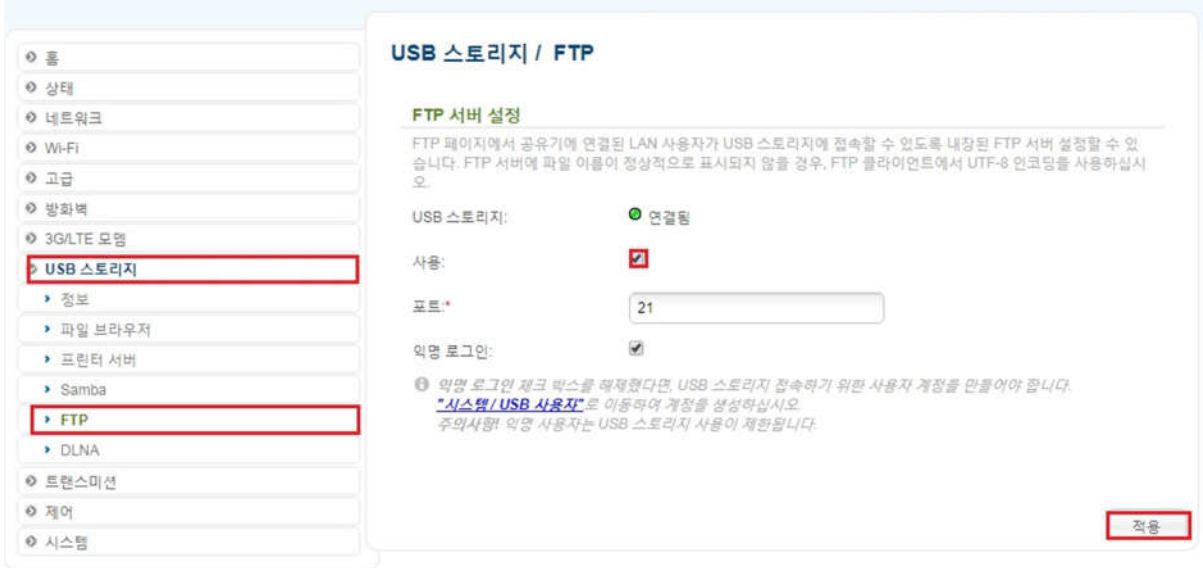 홈
상태
네트워크
Wi-Fi
고급
방화벽
3G/LTE 모뎀
USB 스토리지
정보
파일 브라우저
프린터 서버
Samba
FTP
DLNA
트랜스미션
제어
시스템
USB 스토리지 / FTP
FTP 서버 설정
FTP 페이지에서 공유기에 연결된 LAN 사용자가 USB 스토리지에 접속할 수 있도록 내장된 FTP 서버 설정할 수 있
습니다. FTP 서버에 파일 이름이 정상적으로 표시되지 않을 경우, FTP 클라이언트에서 UTF-8 인코딩을 사용하십시
오.
USB 스토리지: 연결됨
사용:
포트:* 21
익명 로그인:
익명 로그인 체크 박스를 해제했다면, USB 스토리지 접속하기 위한 사용자 계정을 만들어야 합니다.
"시스템 / USB 사용자"로 이동하여 계정을 생성하십시오.
주의사항! 익명 사용자는 USB 스토리지 사용이 제한됩니다.
적용